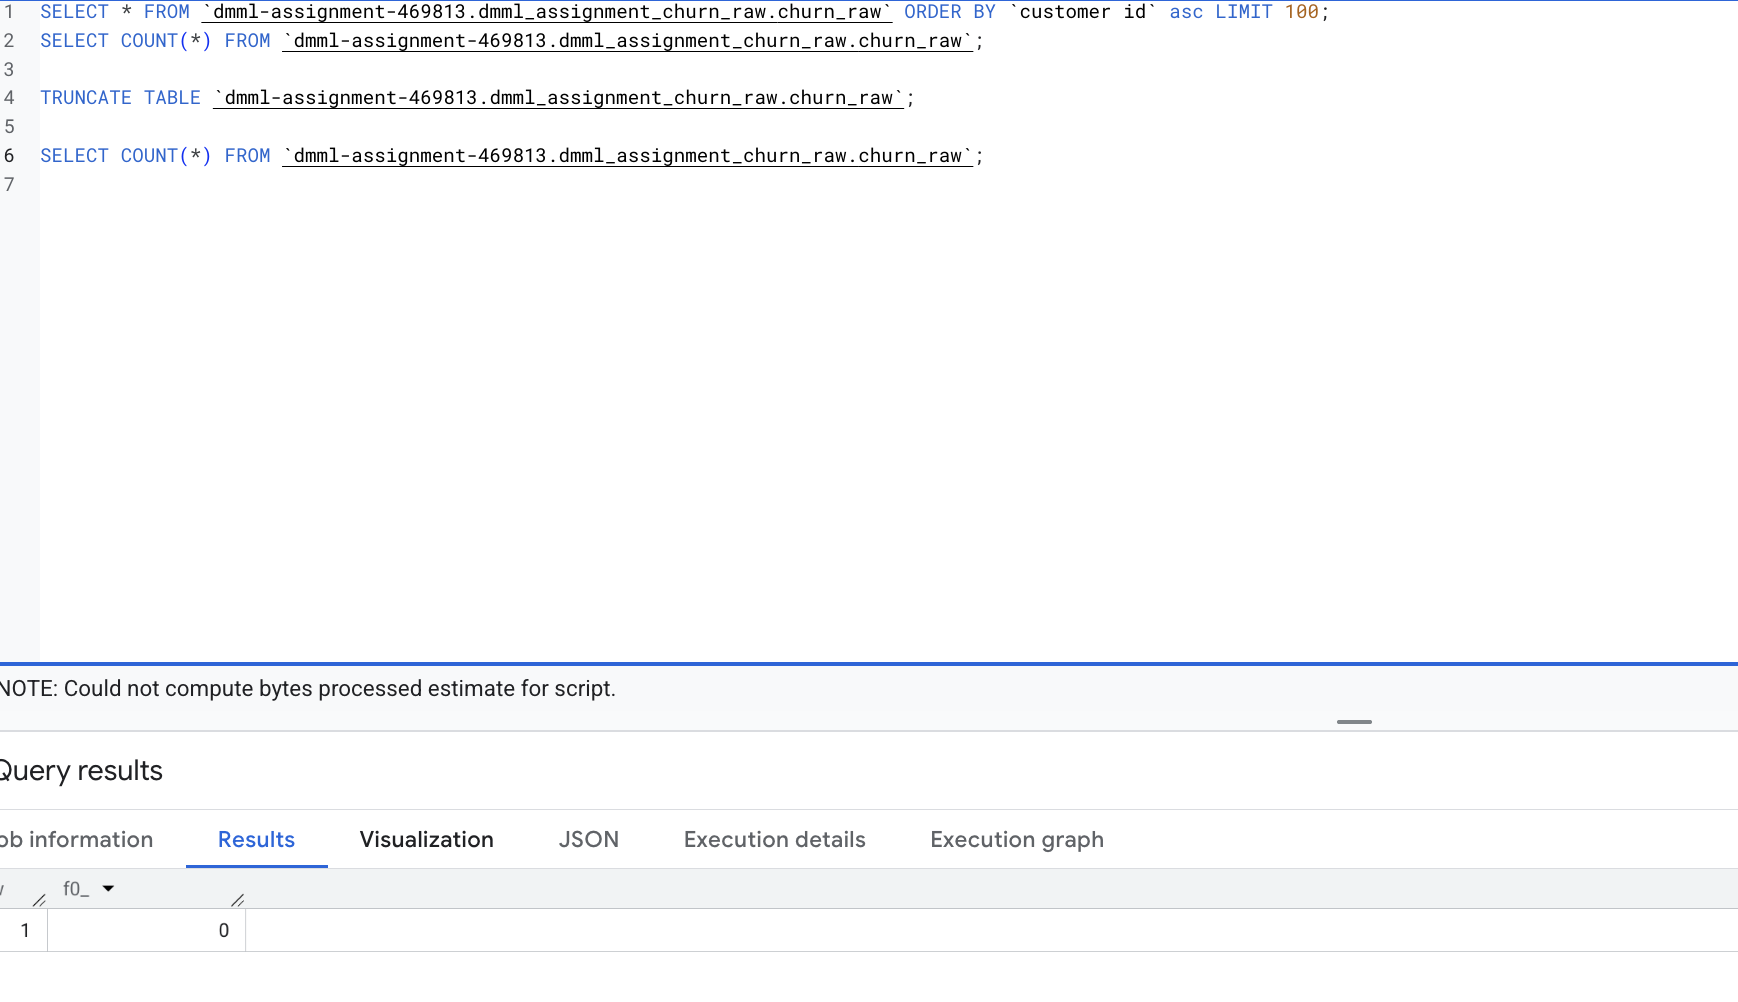 1 SELECT * FROM `dmml-assignment-469813.dmml_assignment_churn_raw.churn_raw` ORDER BY `customer id` asc LIMIT 100;
2 SELECT COUNT(*) FROM `dmml-assignment-469813.dmml_assignment_churn_raw.churn_raw`;
3
4 TRUNCATE TABLE `dmml-assignment-469813.dmml_assignment_churn_raw.churn_raw`;
5
6 SELECT COUNT(*) FROM `dmml-assignment-469813.dmml_assignment_churn_raw.churn_raw`;
7
NOTE: Could not compute bytes processed estimate for script.
Query results
ob information Results Visualization JSON Execution details Execution graph
f0_
1 0